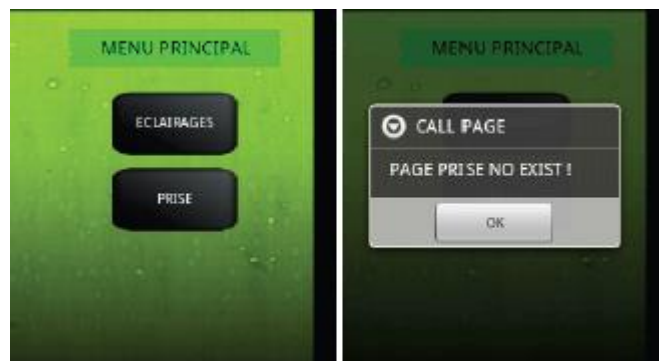 MENU PRINCIPAL
ECLAIRAGES
PRISE
MENU PRINCIPAL
CALL PAGE
PAGE PRISE NO EXIST !
OK